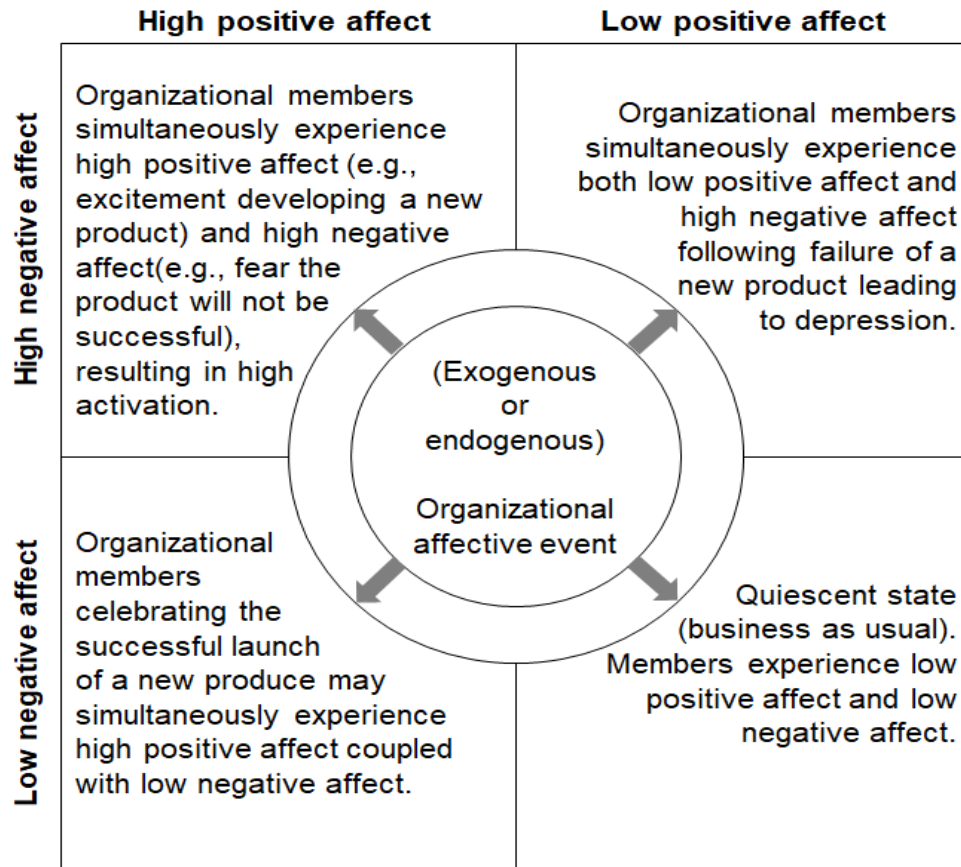 High positive affect
Low positive affect
High negative affect
Organizational members
simultaneously experience
high positive affect (e.g.,
excitement developing a new
product) and high negative
affect(e.g., fear the
product will not be
successful),
resulting in high
activation.
Organizational members
simultaneously experience
both low positive affect and
high negative affect
following failure of a
new product leading
to depression.
(Exogenous
or
endogenous)
Organizational
affective event
Low negative affect
Organizational
members
celebrating the
successful launch
of a new produce may
simultaneously experience
high positive affect coupled
with low negative affect.
Quiescent state
(business as usual).
Members experience low
positive affect and low
negative affect.